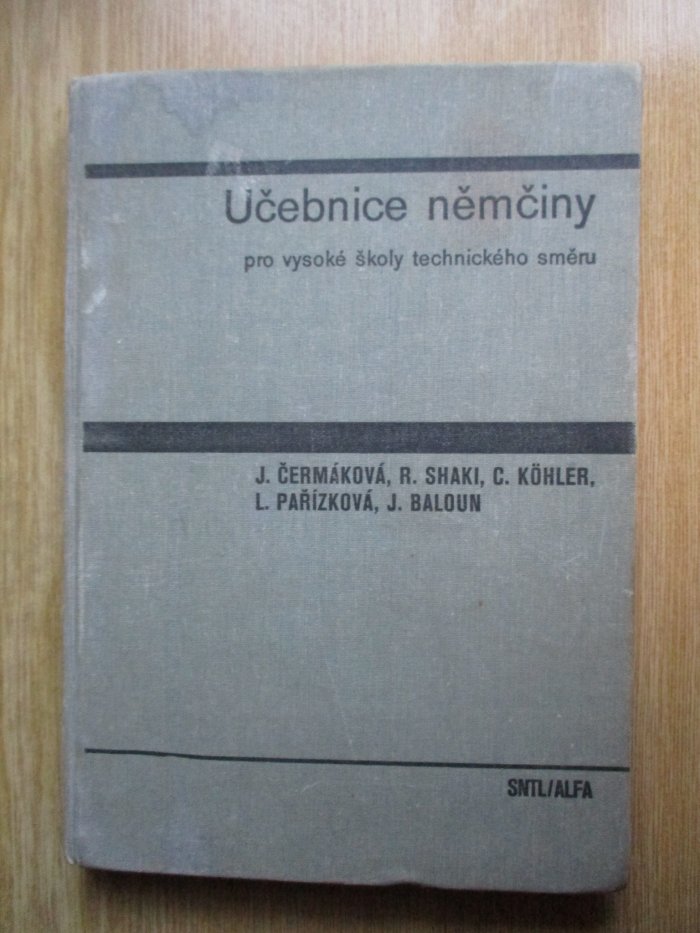 Učebnice němčiny
pro vysoké školy technického směru
J. ČERMÁKOVÁ, R. SHAKI, C. KÖHLER,
L. PAŘÍZKOVÁ, J. BALOUN
SNTL/ALFA